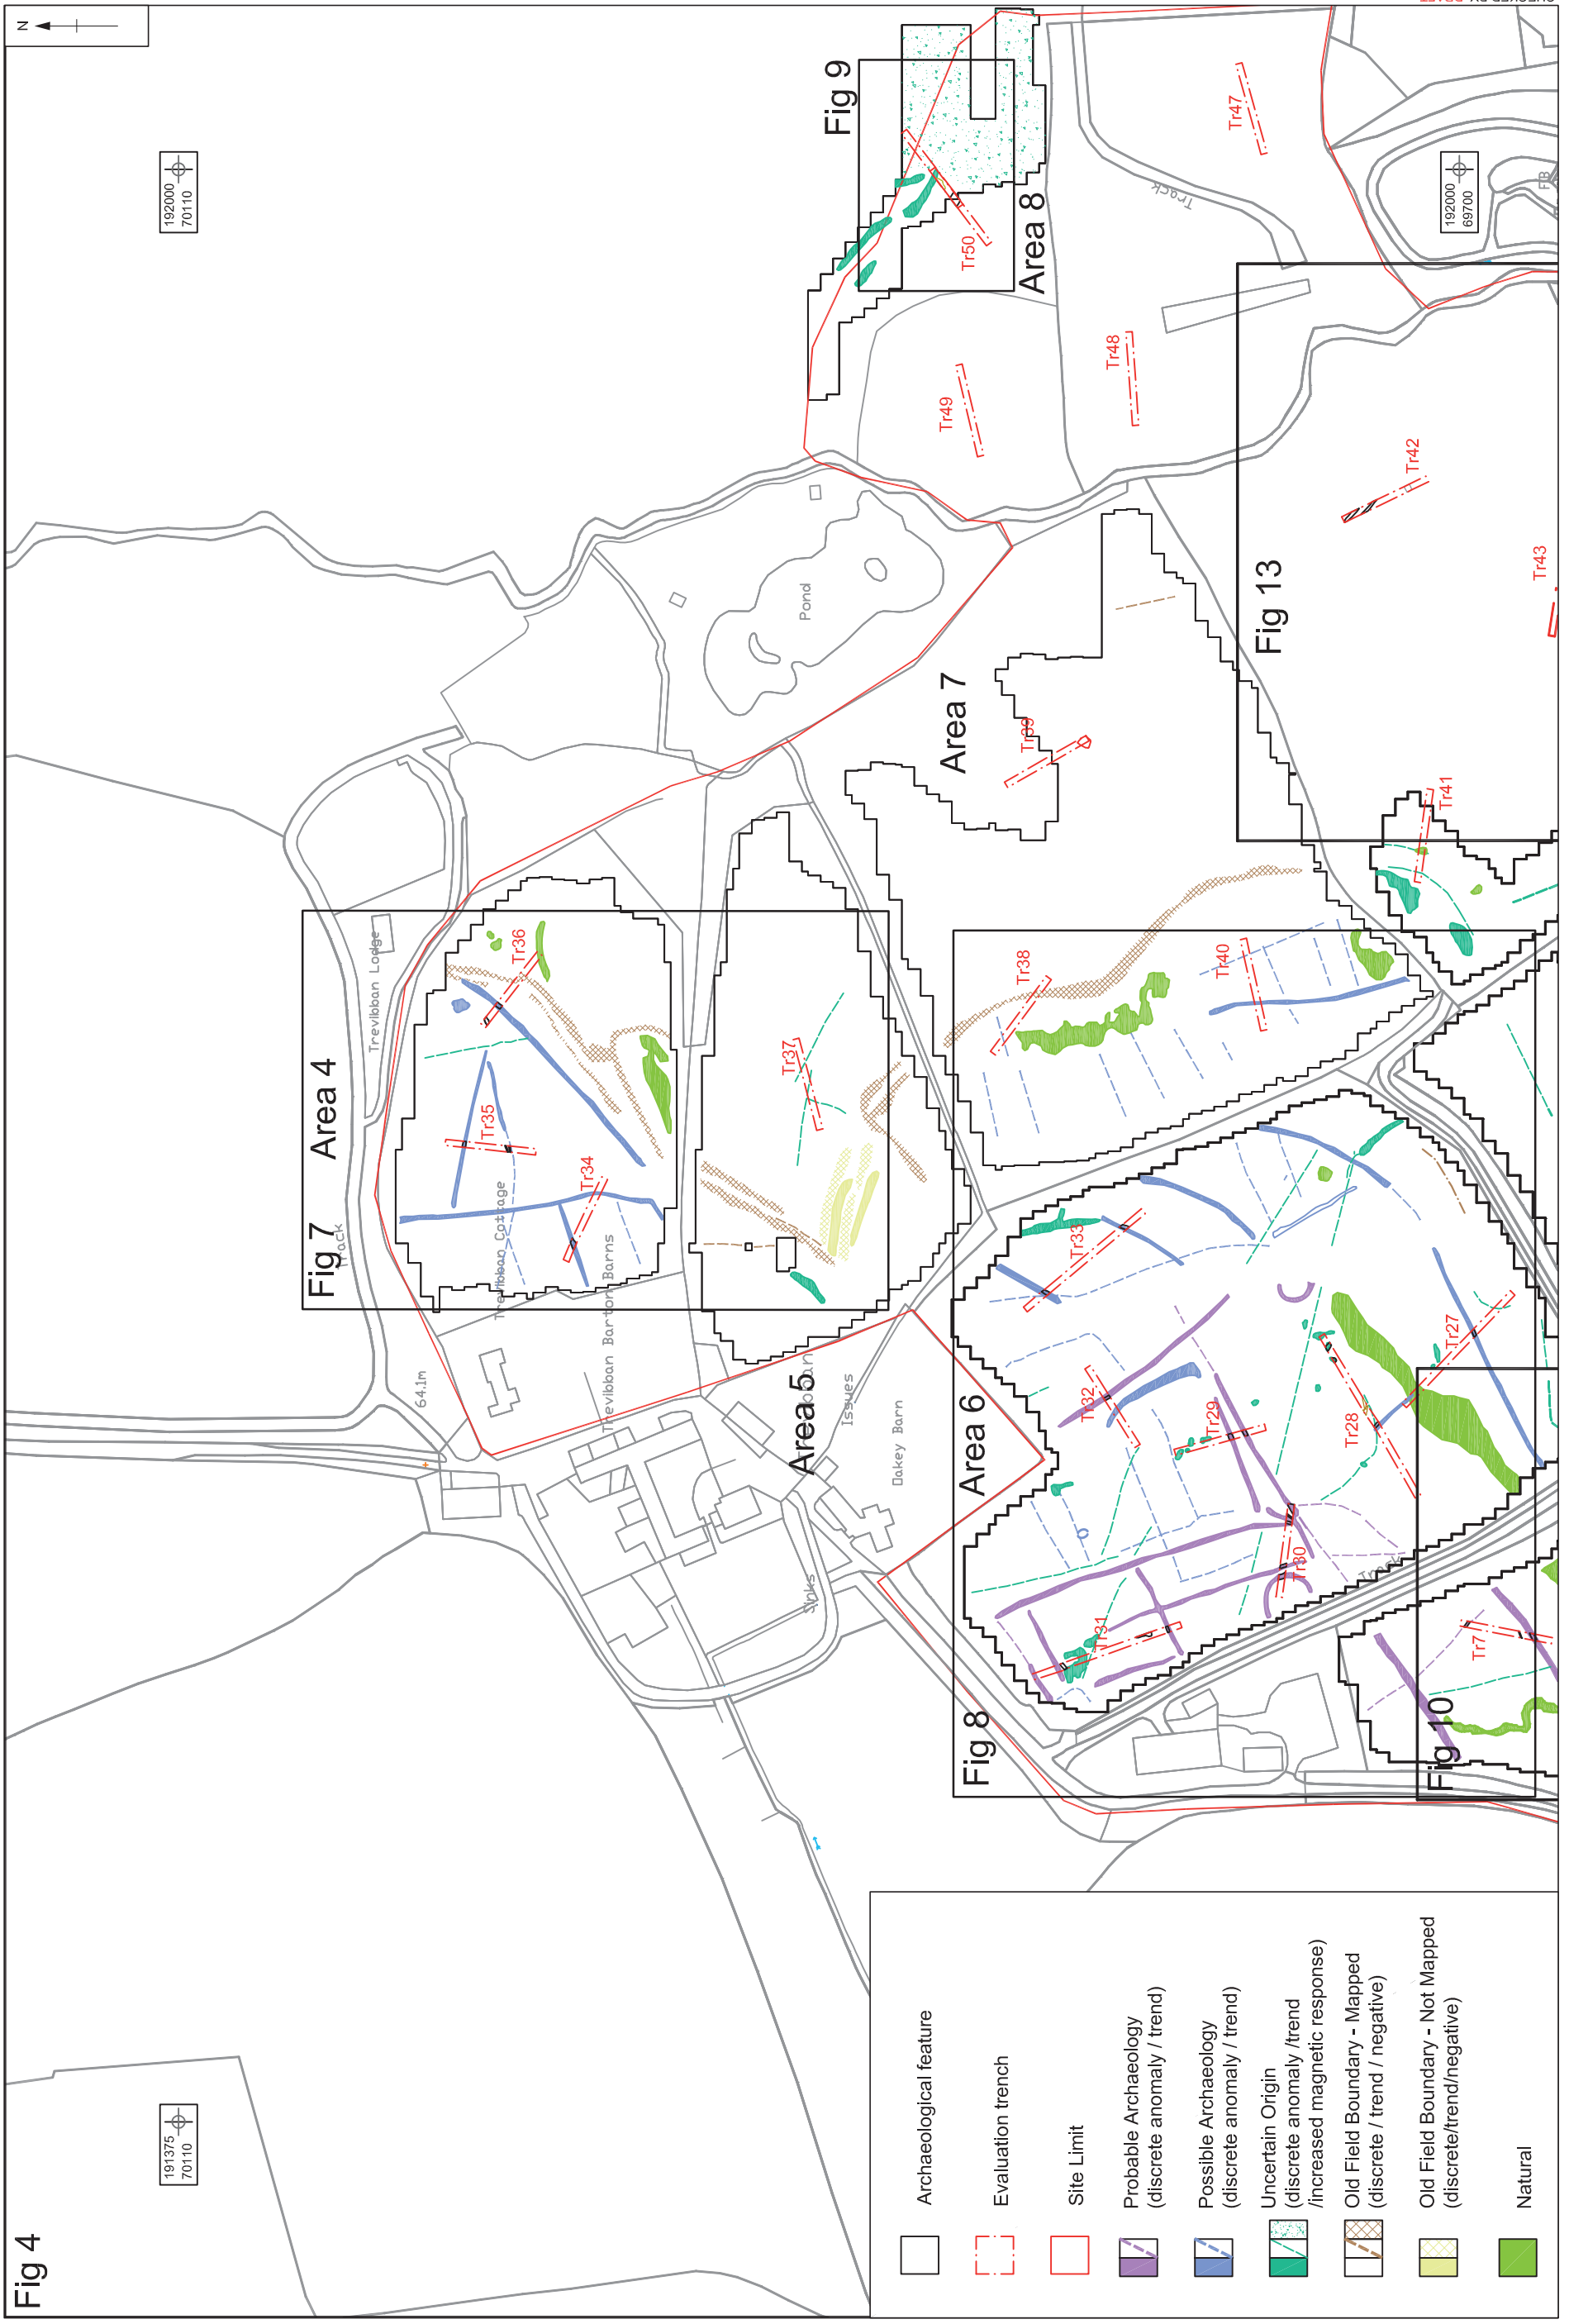 Fig 4
N
191375
70110
192000
70110
192000
69700
Fig 7
Area 4
Track
Trevibban Lodge
Trevibban Cottage
Trevibban Barton Barns
64.1m
Tr34
Tr35
Tr36
Tr37
Area 5
Issues
Oakey Barn
Sinks
Pond
Fig 9
Area 8
Tr50
Tr49
Tr48
Tr47
Track
FB
Area 7
Tr39
Fig 13
Tr42
Tr43
Tr41
Tr38
Tr40
Fig 8
Area 6
Tr33
Tr32
Tr29
Tr28
Tr27
Tr30
Tr31
Track
Fig 10
Tr7
Archaeological feature
Evaluation trench
Site Limit
Probable Archaeology
(discrete anomaly / trend)
Possible Archaeology
(discrete anomaly / trend)
Uncertain Origin
(discrete anomaly /trend
/increased magnetic response)
Old Field Boundary - Mapped
(discrete / trend / negative)
Old Field Boundary - Not Mapped
(discrete/trend/negative)
Natural